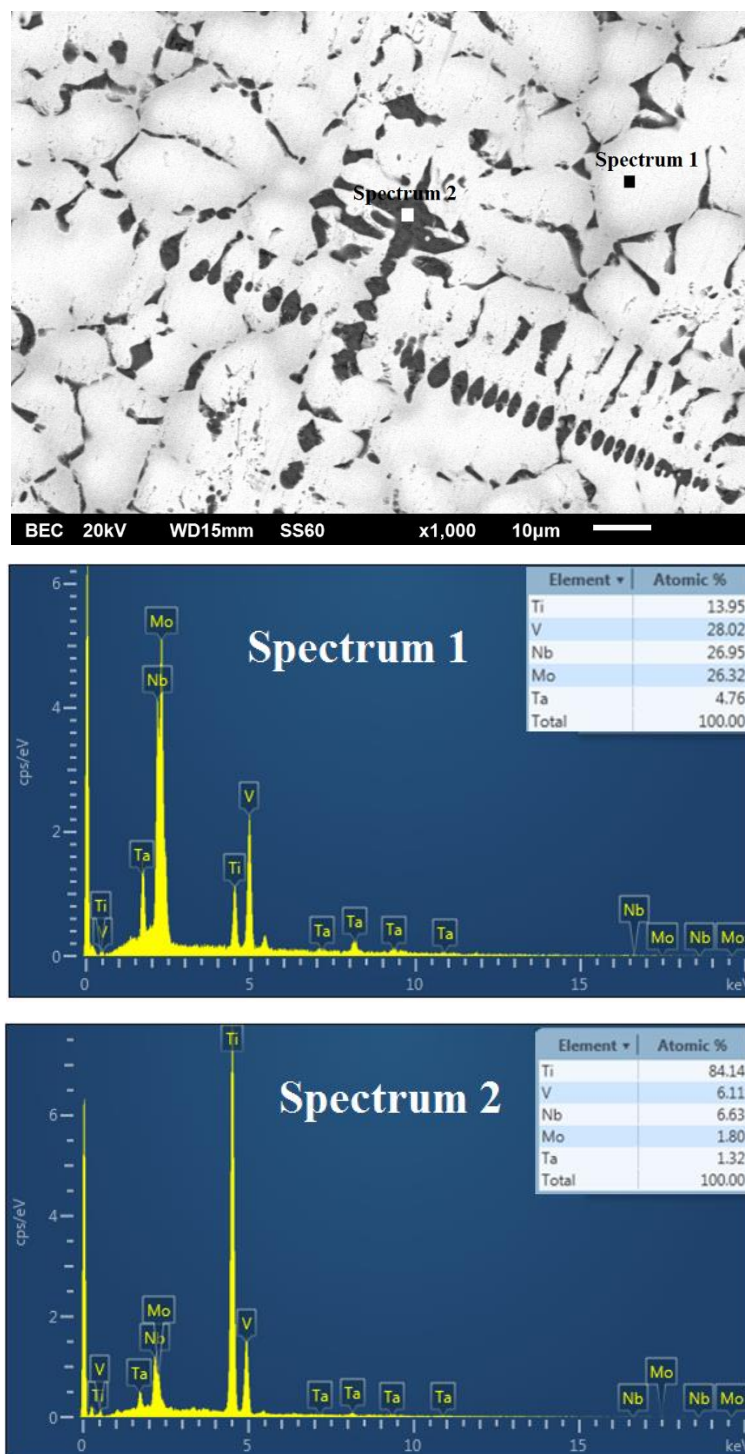 Spectrum 1
Spectrum 2
BEC 20kV WD15mm SS60 x1,000 10μm
Spectrum 1
Element ▾ Atomic %
Ti 13.95
V 28.02
Nb 26.95
Mo 26.32
Ta 4.76
Total 100.00
6
4
2
0
cps/eV
Mo
Nb
V
Ta
Ti
Ti
V
Ta
Ta
Ta
Ta
Nb
Mo
Nb
Mo
0 5 10 15 keV
Spectrum 2
Element ▾ Atomic %
Ti 84.14
V 6.11
Nb 6.63
Mo 1.80
Ta 1.32
Total 100.00
6
4
2
0
cps/eV
Ti
Mo
Nb
V
V
Ta
Ti
Ta
Ta
Ta
Ta
Mo
Nb
Nb
Mo
0 5 10 15 keV